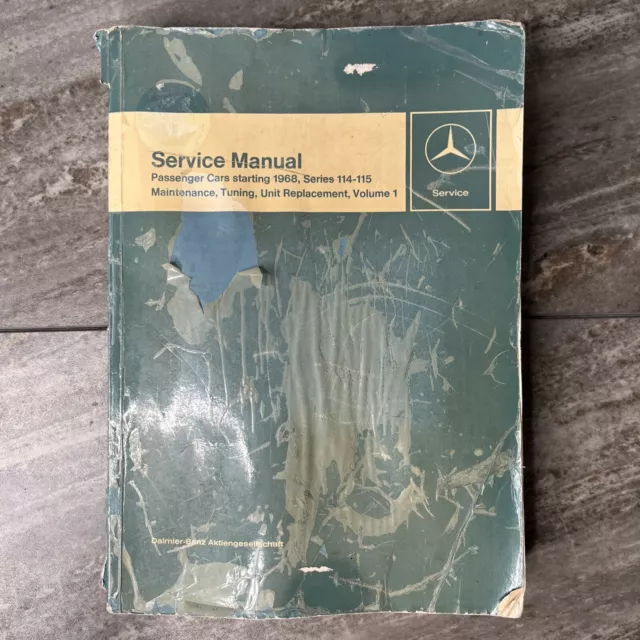 Service Manual
Passenger Cars starting 1968, Series 114-115
Maintenance, Tuning, Unit Replacement, Volume 1
Service
Daimler-Benz Aktiengesellschaft